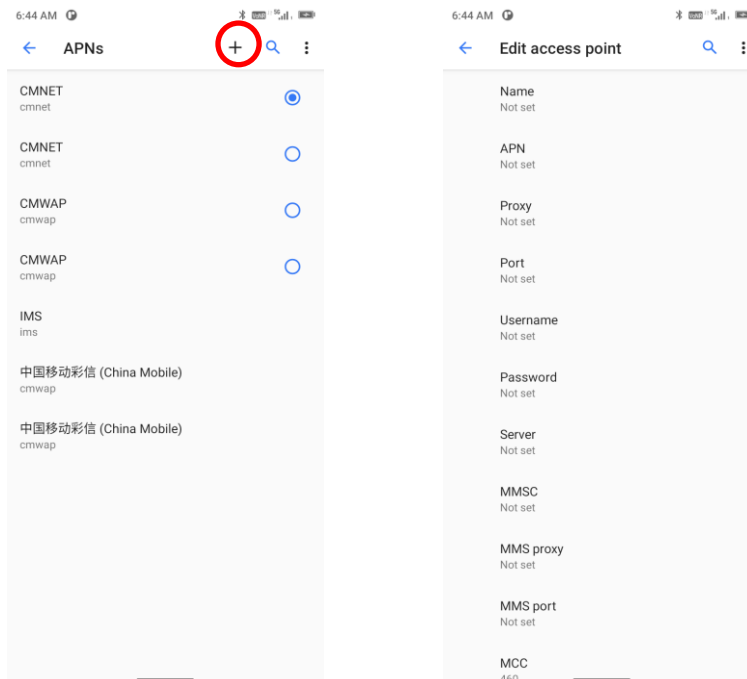 6:44 AM
APNs
CMNET
cmnet
CMNET
cmnet
CMWAP
cmwap
CMWAP
cmwap
IMS
ims
中国移动彩信 (China Mobile)
cmwap
中国移动彩信 (China Mobile)
cmwap
6:44 AM
Edit access point
Name
Not set
APN
Not set
Proxy
Not set
Port
Not set
Username
Not set
Password
Not set
Server
Not set
MMSC
Not set
MMS proxy
Not set
MMS port
Not set
MCC
460